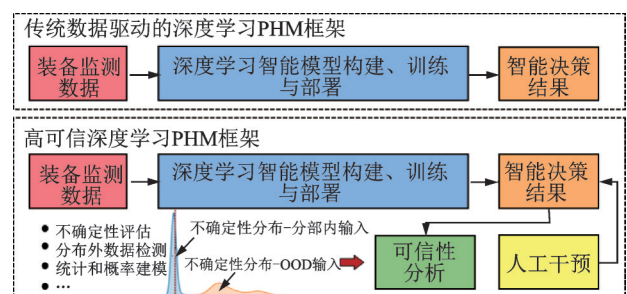 传统数据驱动的深度学习PHM框架
装备监测
数据
深度学习智能模型构建、训练
与部署
智能决策
结果
高可信深度学习PHM框架
装备监测
数据
深度学习智能模型构建、训练
与部署
智能决策
结果
● 不确定性评估
● 分布外数据检测
● 统计和概率建模
● …
不确定性分布-分部内输入
不确定性分布-OOD输入
可信性
分析
人工干预